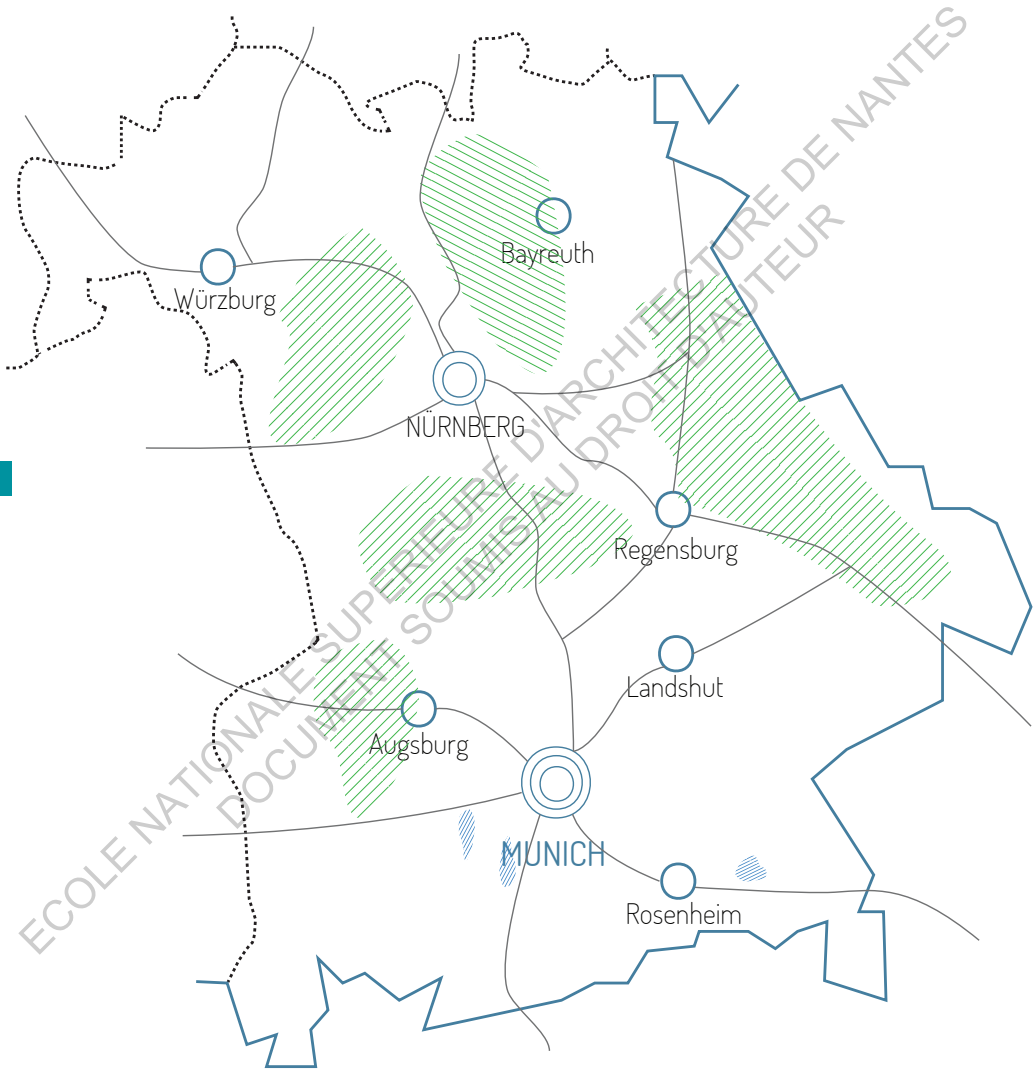 Bayreuth
Würzburg
NÜRNBERG
Regensburg
Landshut
Augsburg
MUNICH
Rosenheim
ECOLE NATIONALE SUPERIEURE D'ARCHITECTURE DE NANTES
DOCUMENT SOUMIS AU DROIT D'AUTEUR